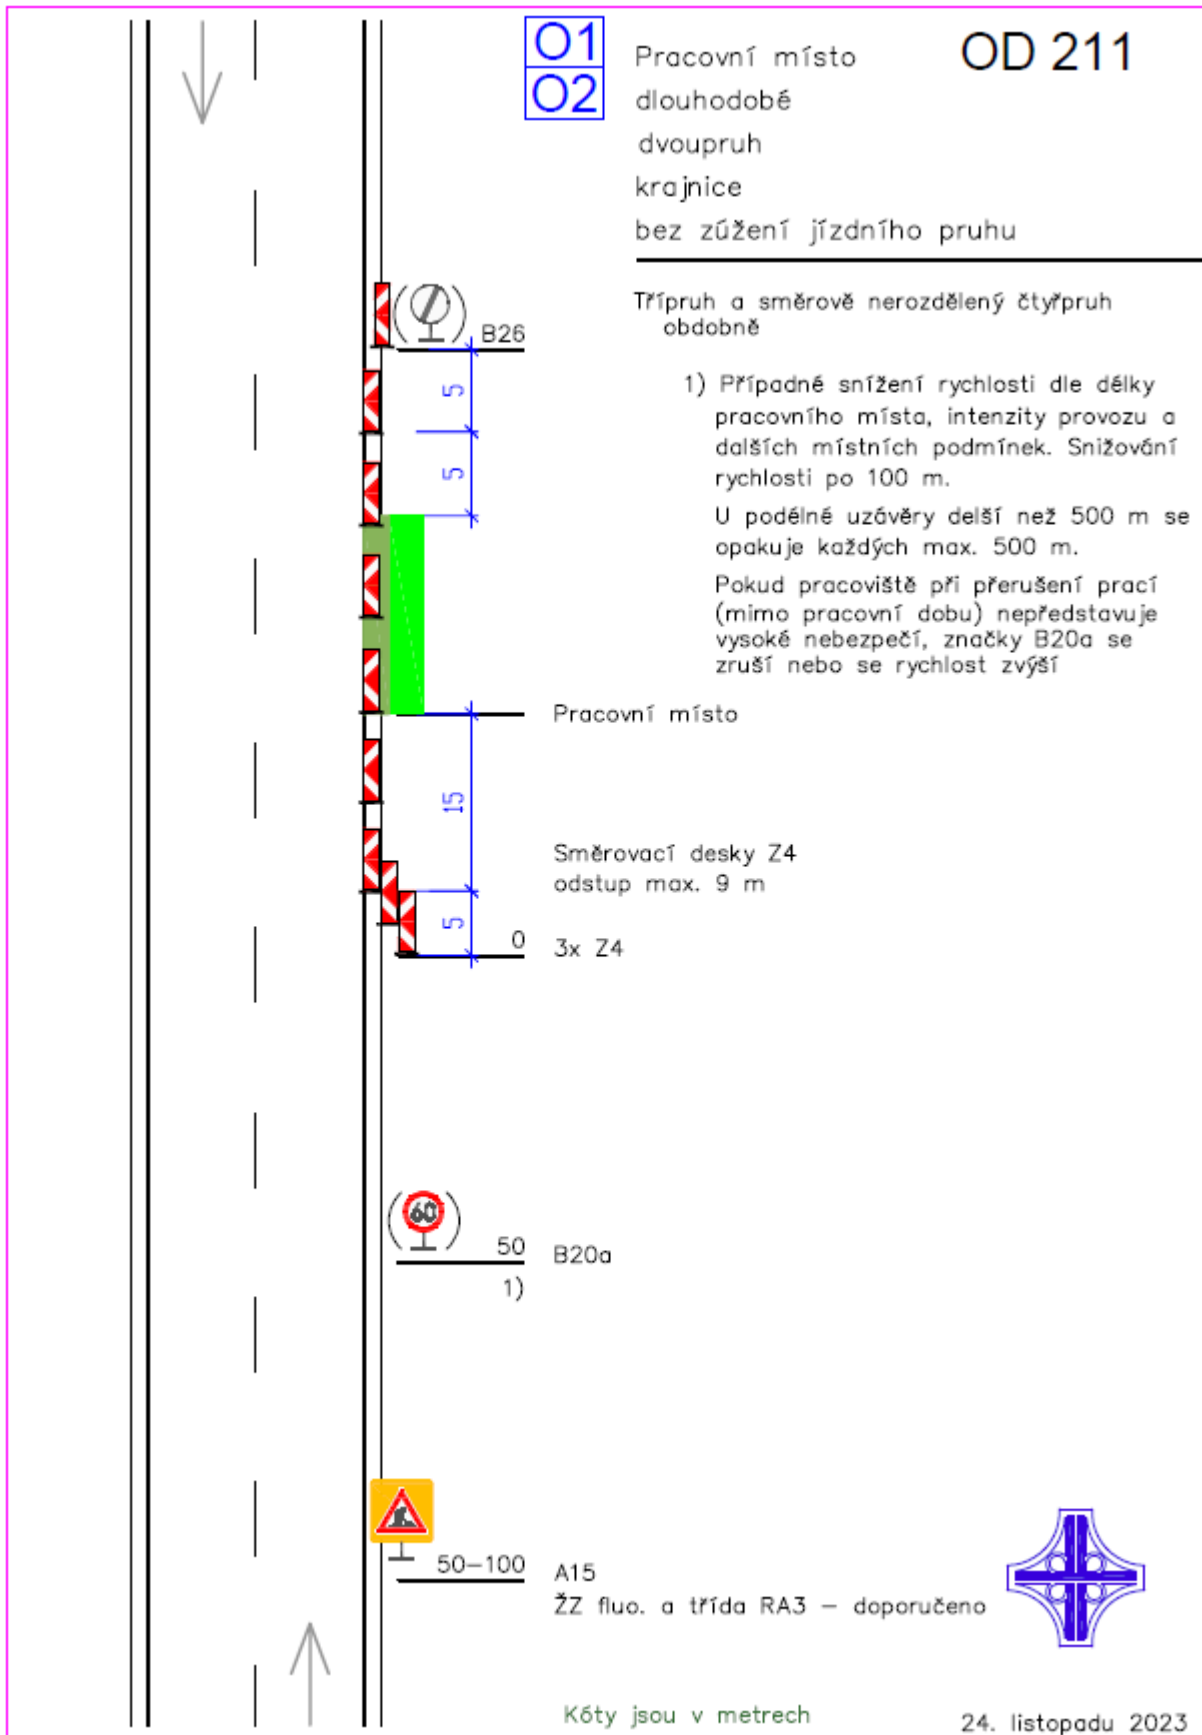 O1
O2
OD 211
Pracovní místo
dlouhodobé
dvoupruh
krajnice
bez zúžení jízdního pruhu
Třípruh a směrově nerozdělený čtyřpruh
obdobně
1) Případné snížení rychlosti dle délky
pracovního místa, intenzity provozu a
dalších místních podmínek. Snižování
rychlosti po 100 m.
U podélné uzávěry delší než 500 m se
opakuje každých max. 500 m.
Pokud pracoviště při přerušení prací
(mimo pracovní dobu) nepředstavuje
vysoké nebezpečí, značky B20a se
zruší nebo se rychlost zvýší
B26
5
5
Pracovní místo
15
Směrovací desky Z4
odstup max. 9 m
5
0
3x Z4
60
50
B20a
1)
50-100
A15
ŽZ fluo. a třída RA3 – doporučeno
Kóty jsou v metrech
24. listopadu 2023